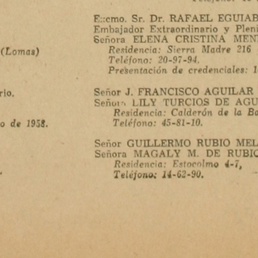 Excmo. Sr. Dr. RAFAEL EGUIAB
Embajador Extraordinario y Pleni
Señora ELENA CRISTINA MEN
(Lomas)
Residencia: Sierra Madre 216
Teléfono: 20-97-94.
Presentación de credenciales: 1
rio.
Señor J. FRANCISCO AGUILAR
Señora LILY TURCIOS DE AGU
Residencia: Calderón de la Ba
o de 1958.
Teléfono: 45-81-10.
Señor GUILLERMO RUBIO MEL
Señora MAGALY M. DE RUBIO
Residencia: Estocolmo 4-7,
Teléfono: 14-62-90.